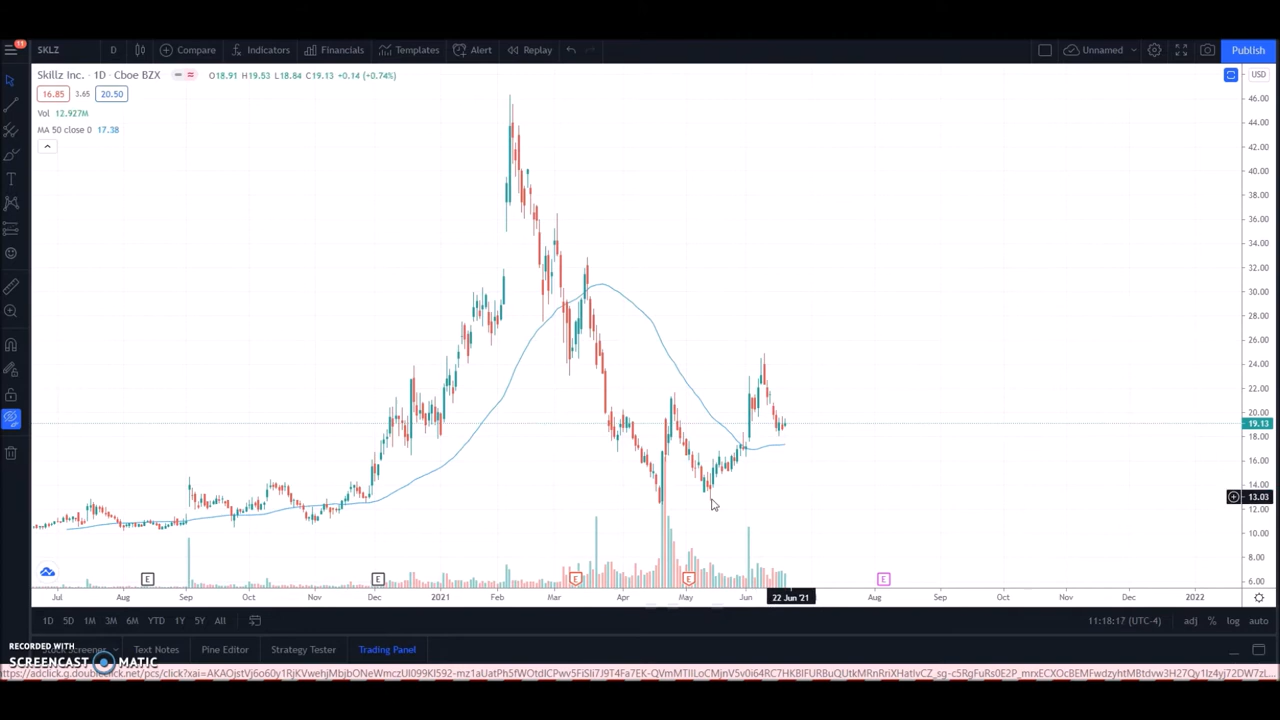 11
SKLZ D Compare Indicators Financials Templates Alert Replay Unnamed Publish
Skillz Inc. · 1D · Cboe BZX O18.91 H19.53 L18.84 C19.13 +0.14 (+0.74%) USD
16.85 3.65 20.50
Vol 12.927M
MA 50 close 0 17.38
46.00
44.00
42.00
40.00
38.00
36.00
34.00
32.00
30.00
28.00
26.00
24.00
22.00
20.00
19.13
18.00
16.00
14.00
13.03
12.00
10.00
8.00
6.00
E E E E E
Jul Aug Sep Oct Nov Dec 2021 Feb Mar Apr May Jun 22 Jun '21 Aug Sep Oct Nov Dec 2022
1D 5D 1M 3M 6M YTD 1Y 5Y All 11:18:17 (UTC-4) adj % log auto
RECORDED WITH
Stock Screener Text Notes Pine Editor Strategy Tester Trading Panel
SCREENCAST MATIC